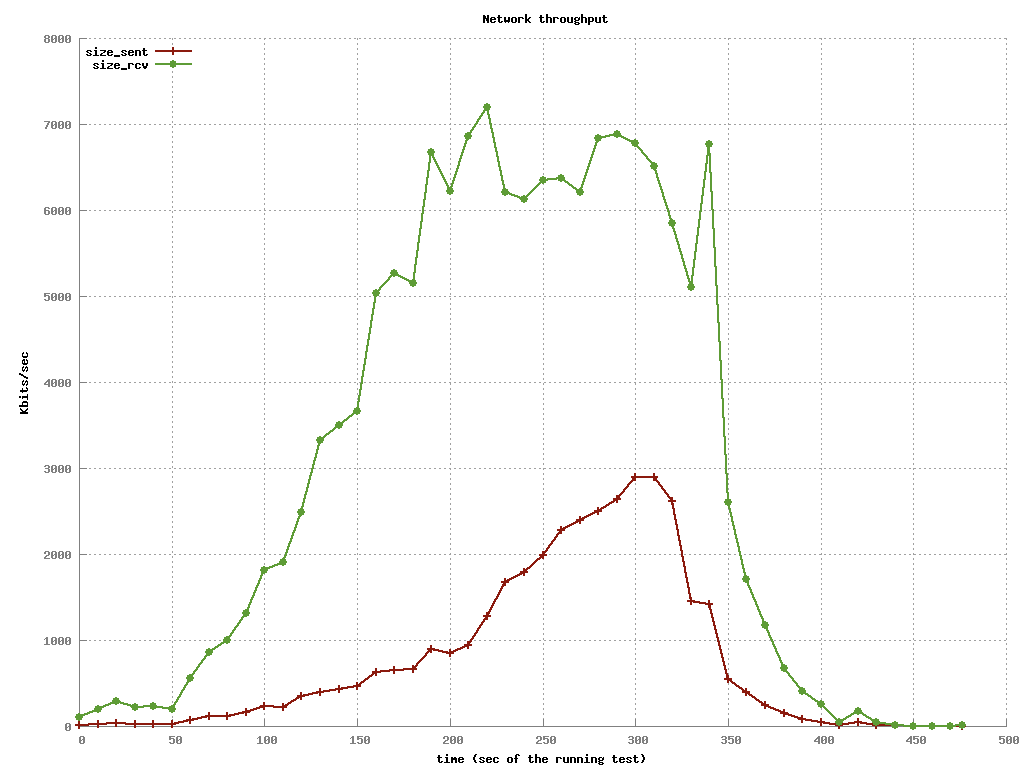 Network throughput
size_sent
size_rcv
8000
7000
6000
5000
4000
3000
2000
1000
0
Kbits/sec
0 50 100 150 200 250 300 350 400 450 500
time (sec of the running test)